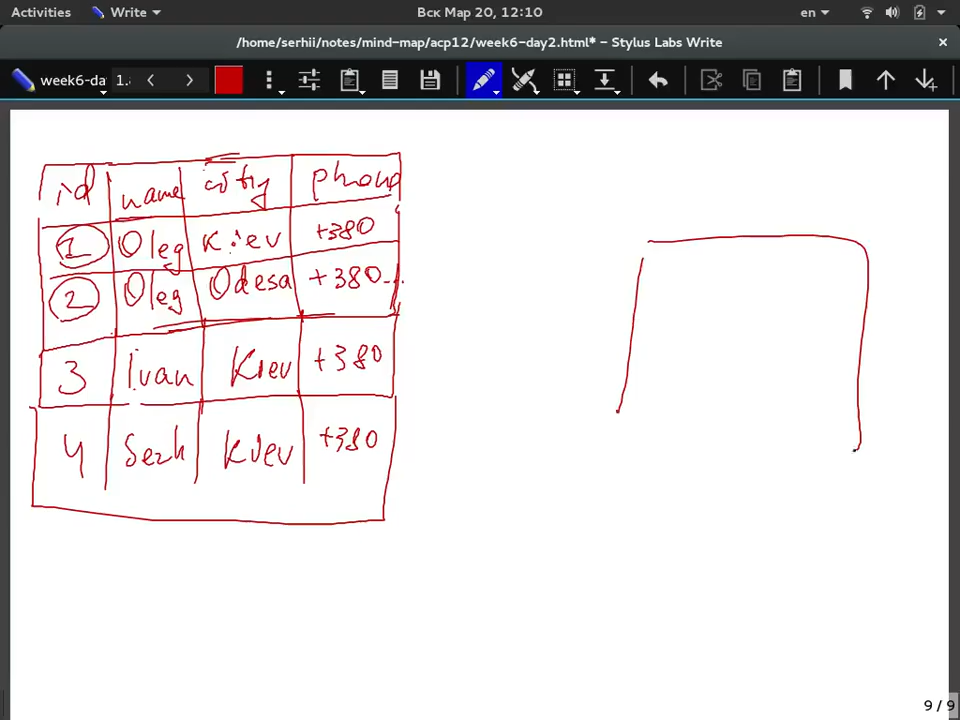 Activities Write Вск Мар 20, 12:10 en
/home/serhii/notes/mind-map/acp12/week6-day2.html* – Stylus Labs Write
week6-da 1.
id name city phone
1 Oleg Kiev +380
2 Oleg Odesa +380
3 Ivan Kiev +380
4 Serh Kiev +380
9 / 9